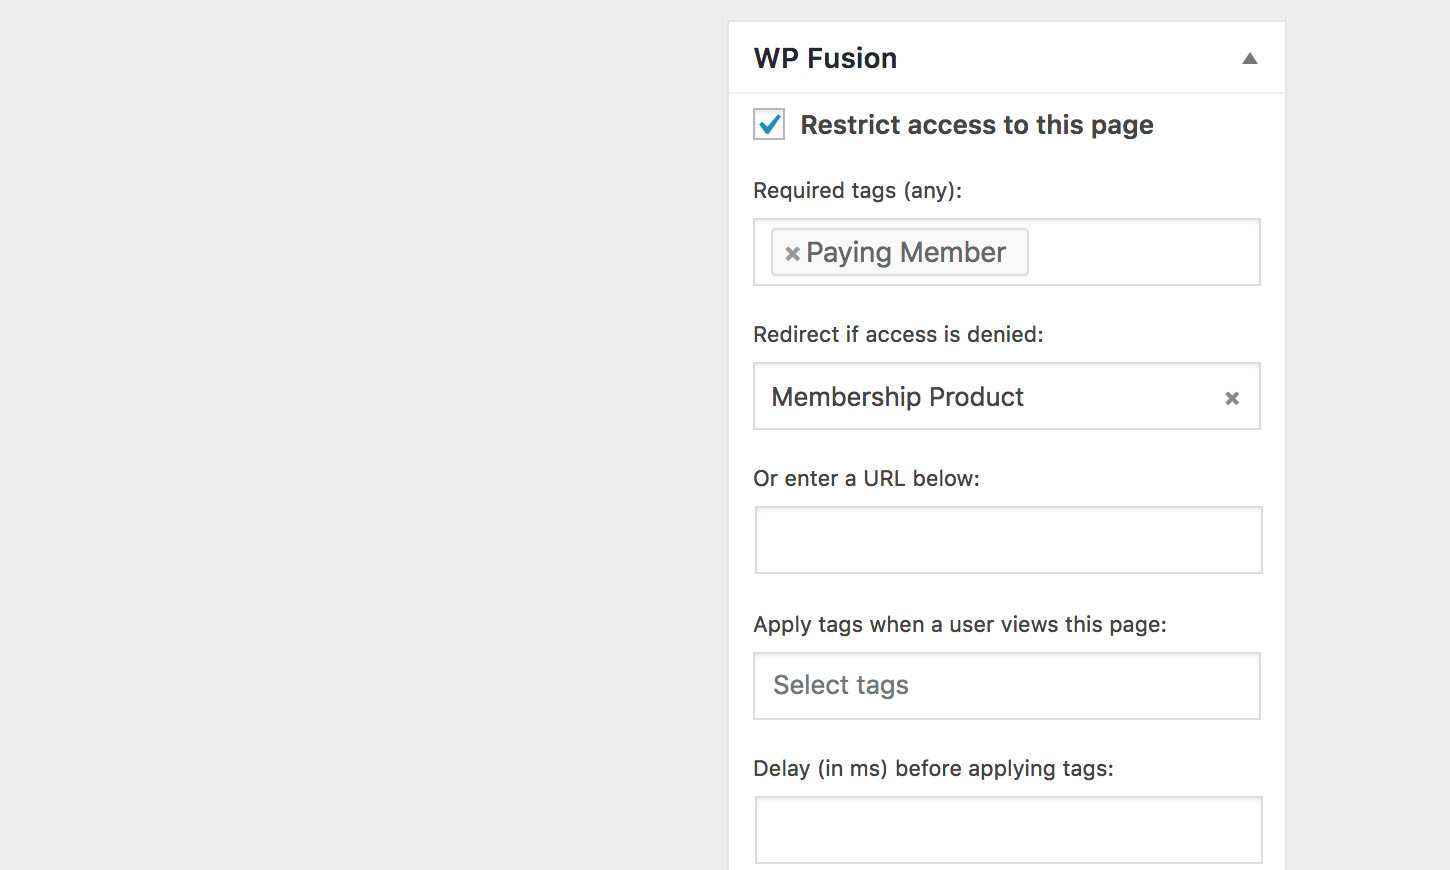 WP Fusion
Restrict access to this page
Required tags (any):
Paying Member
Redirect if access is denied:
Membership Product
Or enter a URL below:
Apply tags when a user views this page:
Select tags
Delay (in ms) before applying tags: